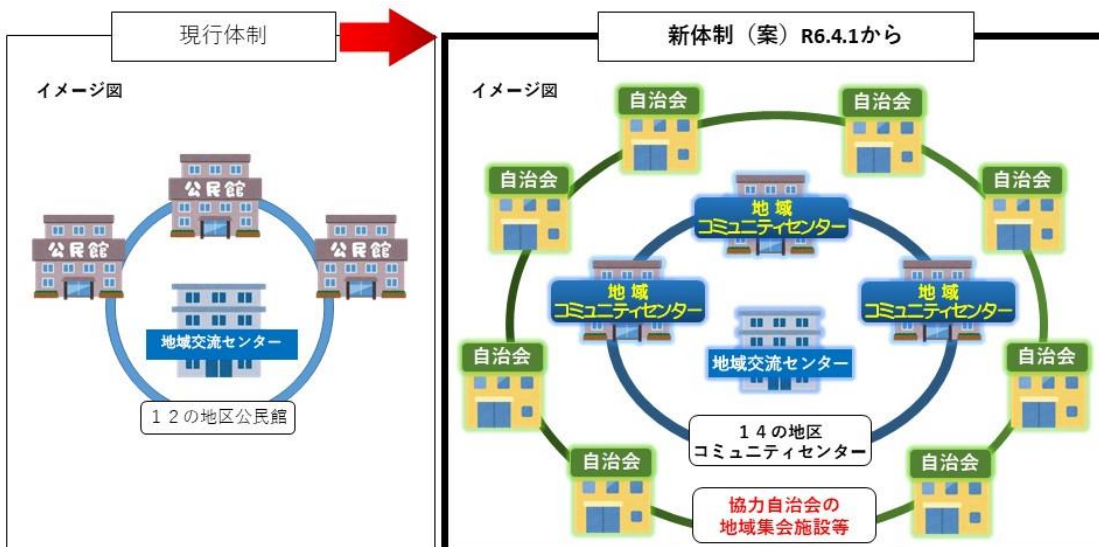 現行体制
イメージ図
公民館
公民館
公民館
地域交流センター
１２の地区公民館
新体制（案）R6.4.1から
イメージ図
自治会
自治会
自治会
自治会
地域
コミュニティセンター
地域
コミュニティセンター
地域
コミュニティセンター
地域交流センター
自治会
自治会
１４の地区
コミュニティセンター
自治会
自治会
協力自治会の
地域集会施設等